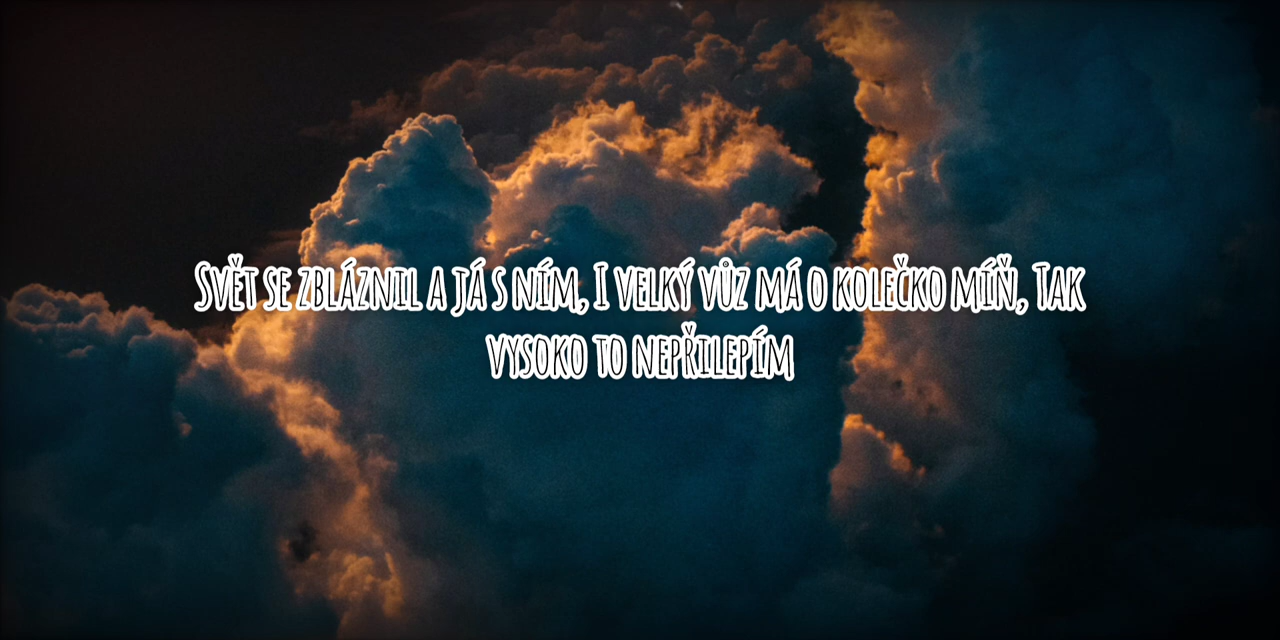 Svět se zbláznil a já s ním, I velký vůz má o kolečko míň, Tak
vysoko to nepřilepím